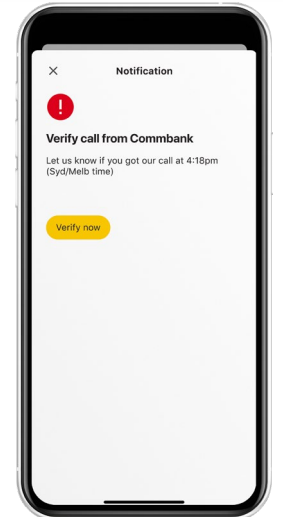 Notification
!
Verify call from Commbank
Let us know if you got our call at 4:18pm
(Syd/Melb time)
Verify now